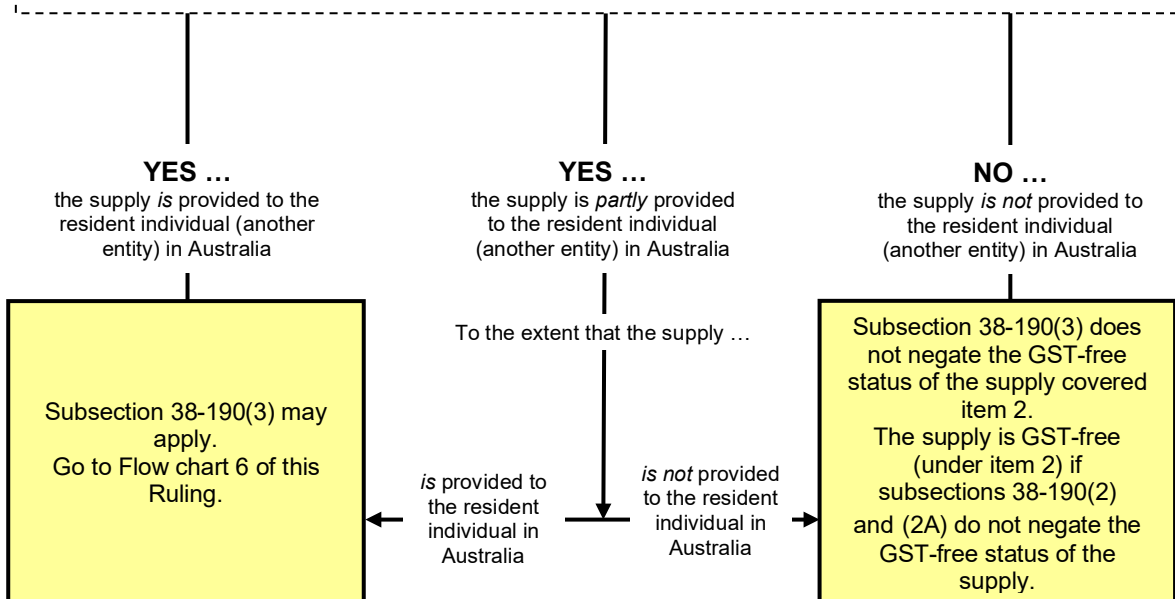 YES …
the supply is provided to the
resident individual (another
entity) in Australia
YES …
the supply is partly provided
to the resident individual
(another entity) in Australia
NO …
the supply is not provided to
the resident individual
(another entity) in Australia
Subsection 38-190(3) may
apply.
Go to Flow chart 6 of this
Ruling.
To the extent that the supply …
is provided to
the resident
individual in
Australia
is not provided
to the resident
individual in
Australia
Subsection 38-190(3) does
not negate the GST-free
status of the supply covered
item 2.
The supply is GST-free
(under item 2) if
subsections 38-190(2)
and (2A) do not negate the
GST-free status of the
supply.